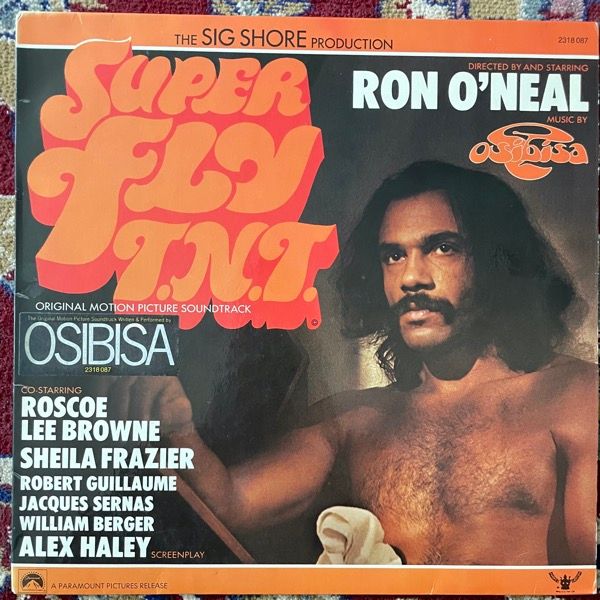 THE SIG SHORE PRODUCTION
2318 087
SUPER
FLY
T.N.T.
DIRECTED BY AND STARRING
RON O'NEAL
MUSIC BY
OSIBISA
ORIGINAL MOTION PICTURE SOUNDTRACK
©
The Original Motion Picture Soundtrack Written & Performed by
OSIBISA
2318 087
CO-STARRING
ROSCOE
LEE BROWNE
SHEILA FRAZIER
ROBERT GUILLAUME
JACQUES SERNAS
WILLIAM BERGER
ALEX HALEY SCREENPLAY
A PARAMOUNT PICTURES RELEASE